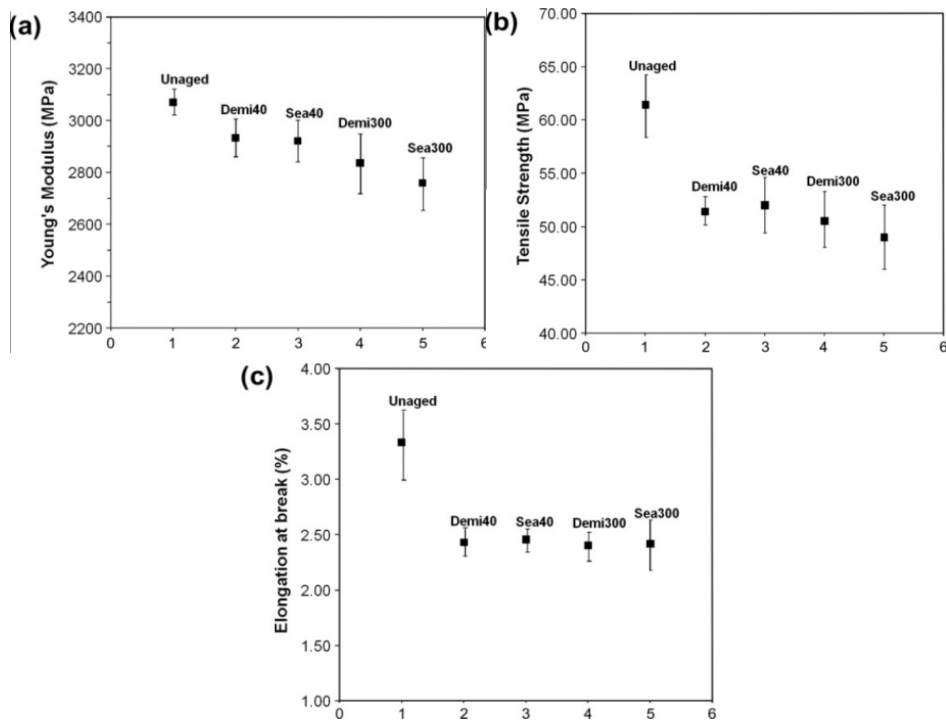 (a)
Young's Modulus (MPa)
3400
3200
3000
2800
2600
2400
2200
Unaged
Demi40
Sea40
Demi300
Sea300
0 1 2 3 4 5 6
(b)
Tensile Strength (MPa)
70.00
65.00
60.00
55.00
50.00
45.00
40.00
Unaged
Demi40
Sea40
Demi300
Sea300
0 1 2 3 4 5 6
(c)
Elongation at break (%)
4.00
3.50
3.00
2.50
2.00
1.50
1.00
Unaged
Demi40
Sea40
Demi300
Sea300
0 1 2 3 4 5 6